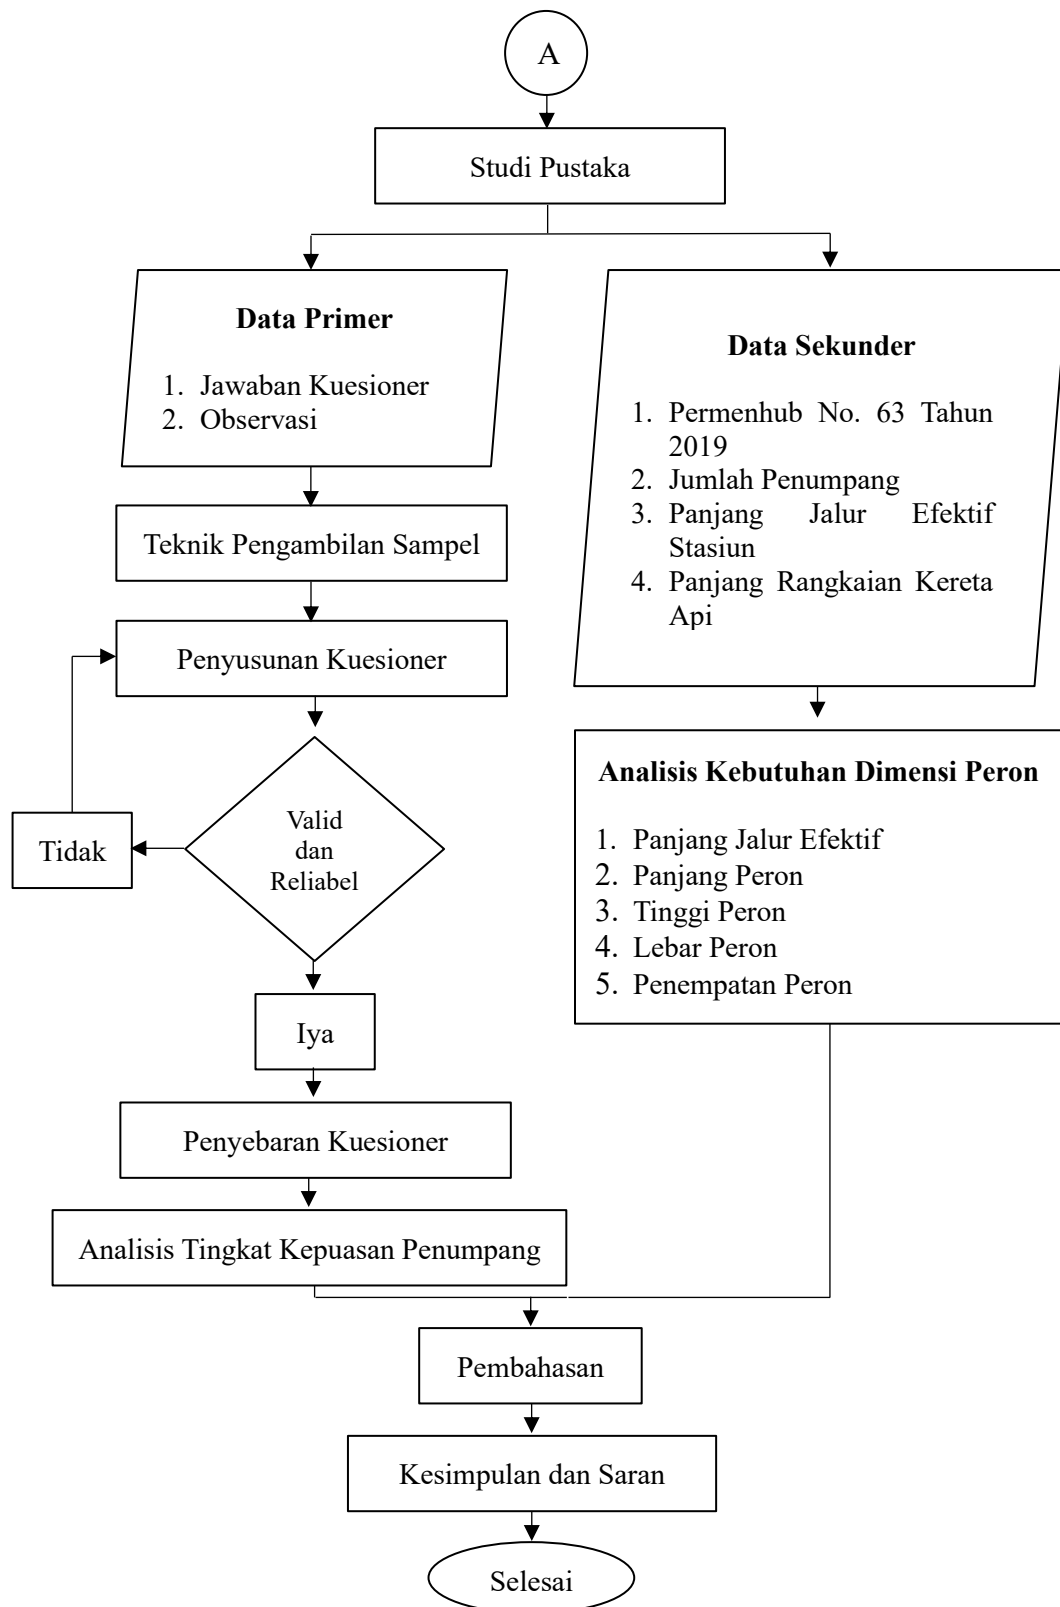 A
Studi Pustaka
Data Primer
1. Jawaban Kuesioner
2. Observasi
Data Sekunder
1. Permenhub No. 63 Tahun
2019
2. Jumlah Penumpang
3. Panjang Jalur Efektif
Stasiun
4. Panjang Rangkaian Kereta
Api
Teknik Pengambilan Sampel
Penyusunan Kuesioner
Valid
dan
Reliabel
Tidak
Iya
Penyebaran Kuesioner
Analisis Tingkat Kepuasan Penumpang
Analisis Kebutuhan Dimensi Peron
1. Panjang Jalur Efektif
2. Panjang Peron
3. Tinggi Peron
4. Lebar Peron
5. Penempatan Peron
Pembahasan
Kesimpulan dan Saran
Selesai